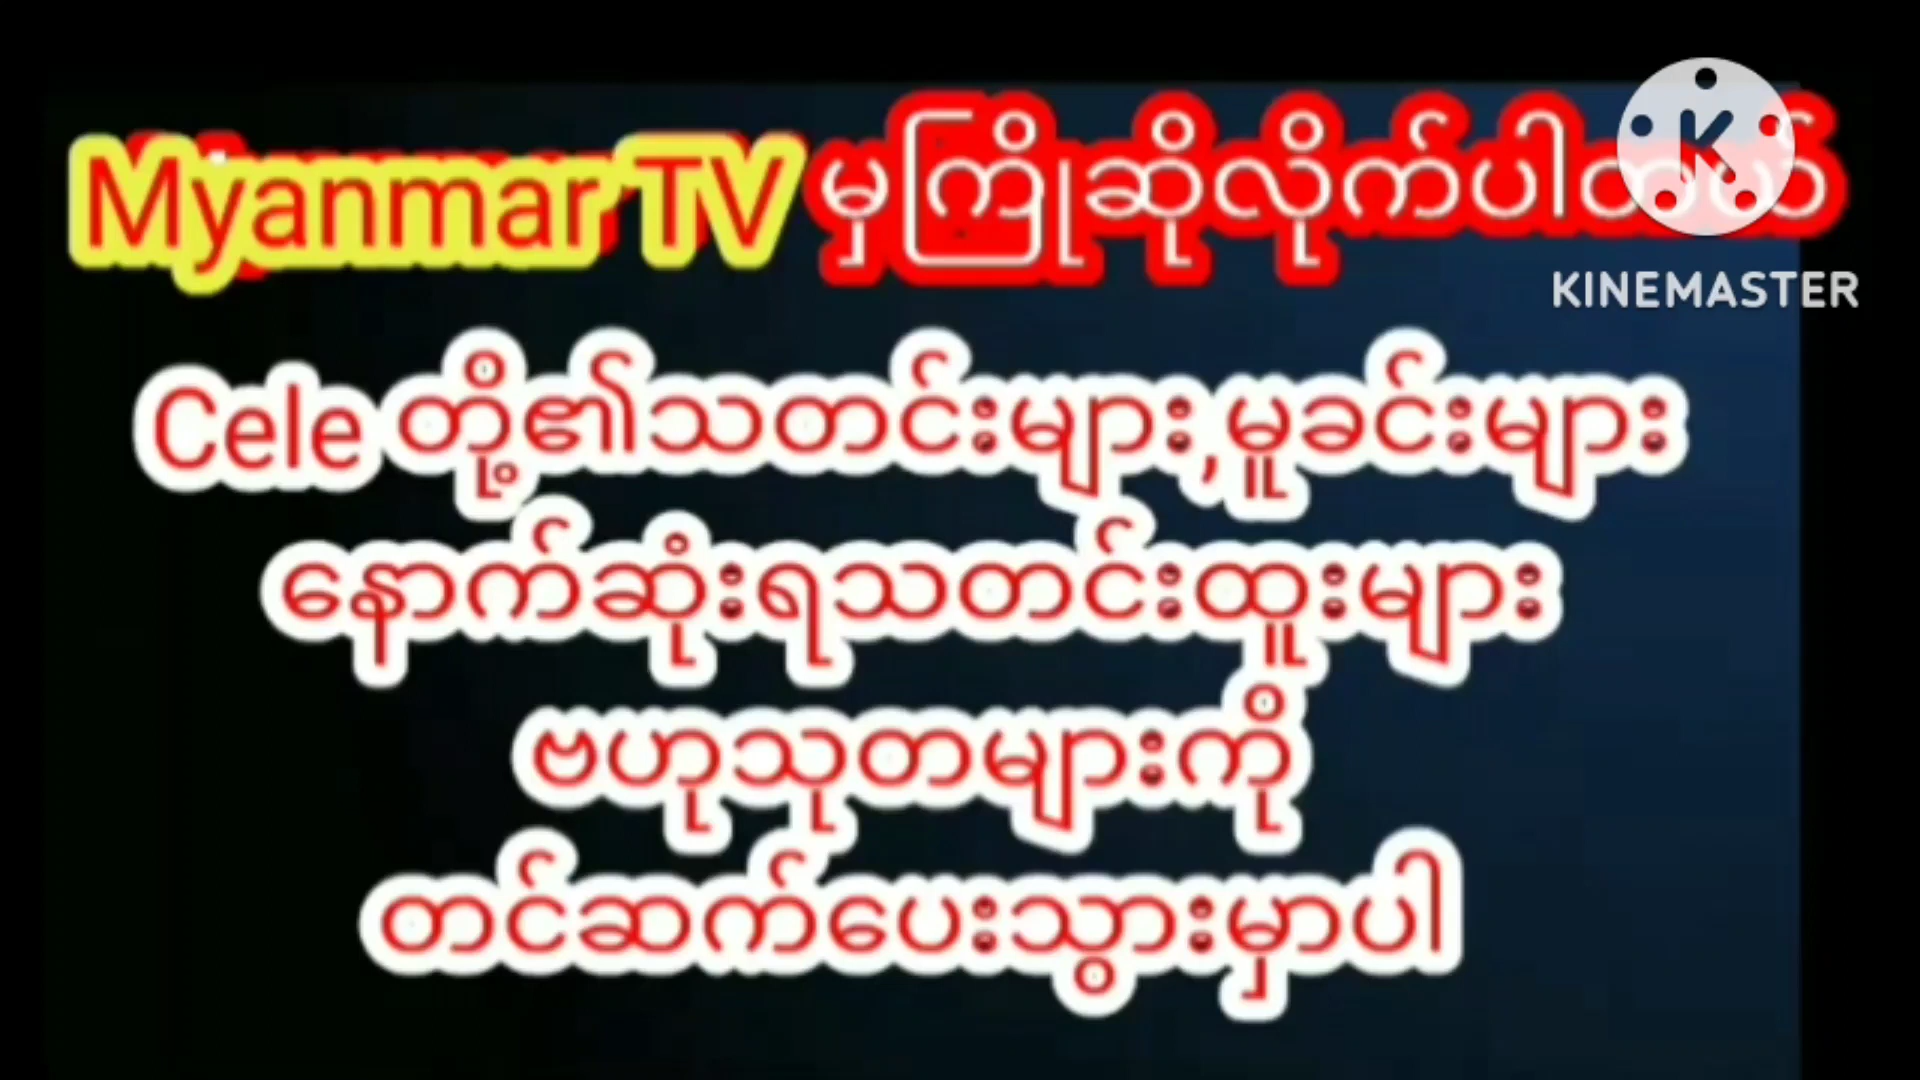 Myanmar TV မှကြိုဆိုလိုက်ပါတယ်
KINEMASTER
Cele တို့၏သတင်းများ,မူခင်းများ
နောက်ဆုံးရသတင်းထူးများ
ဗဟုသုတများကို
တင်ဆက်ပေးသွားမှာပါ